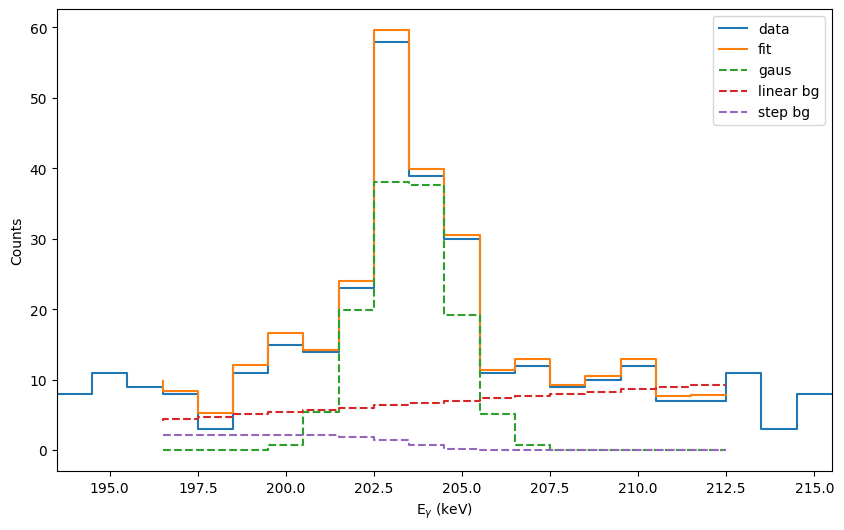 60
50
40
30
20
10
0
Counts
195.0 197.5 200.0 202.5 205.0 207.5 210.0 212.5 215.0
E_γ (keV)
data
fit
gaus
linear bg
step bg